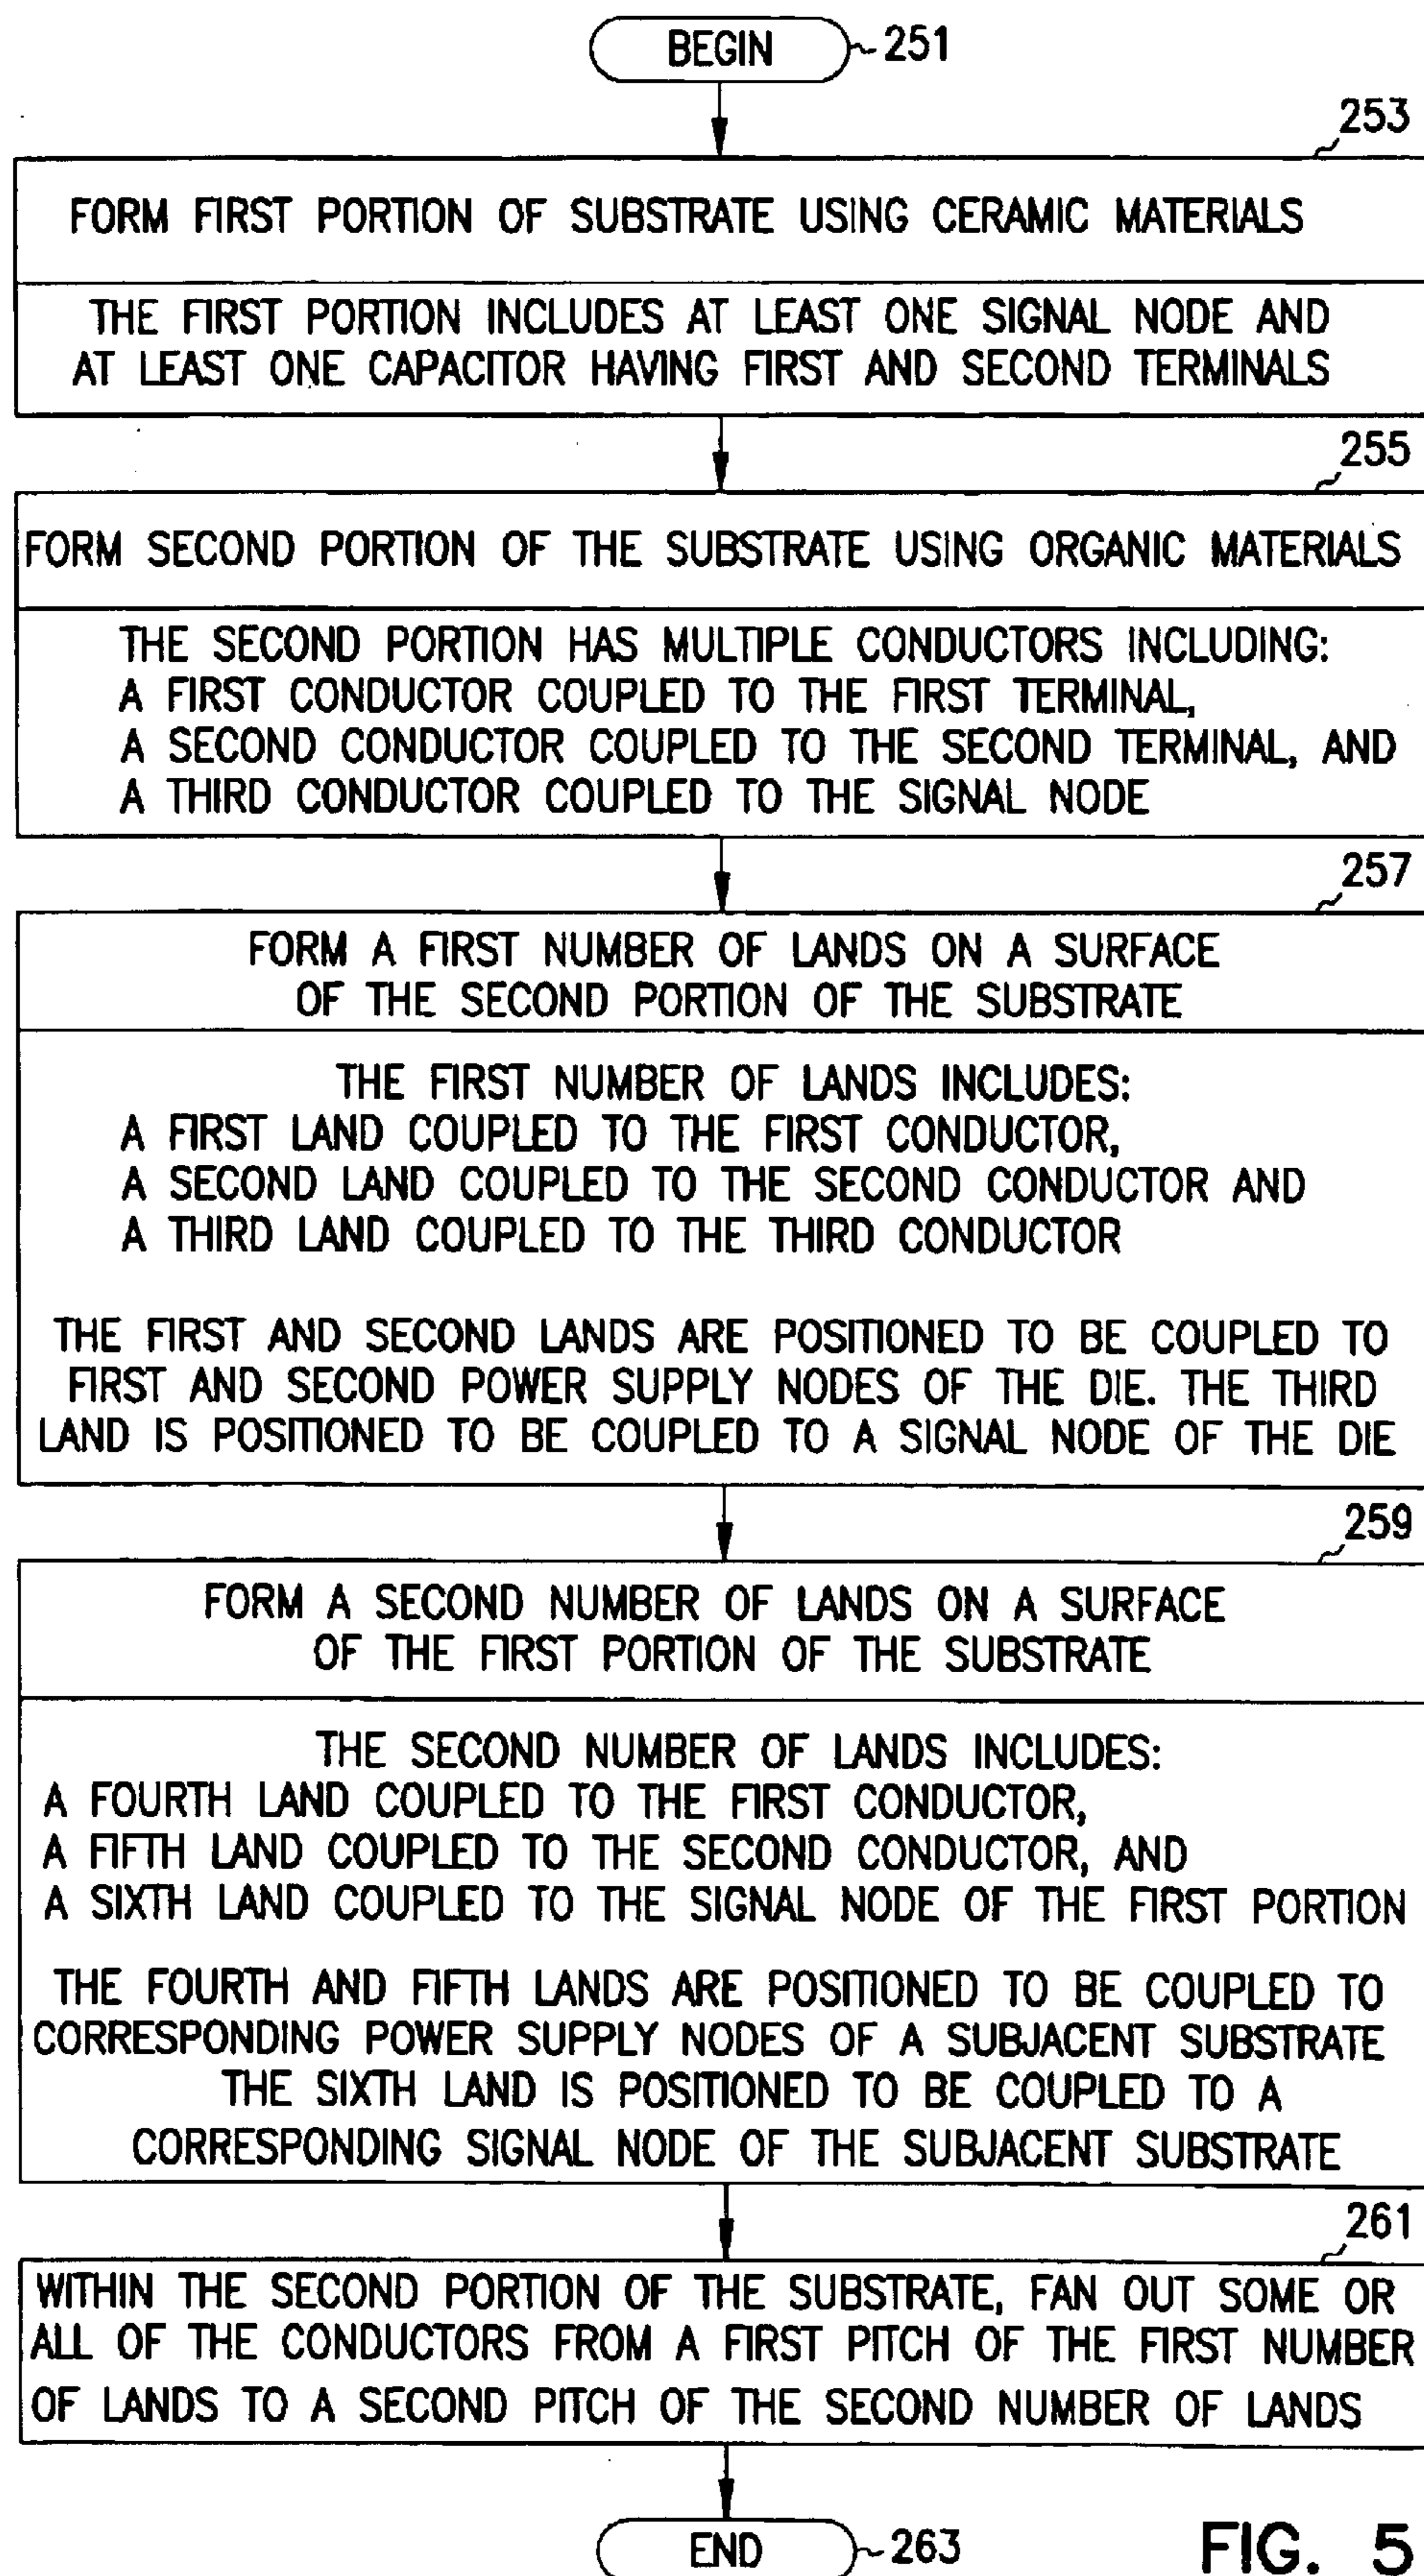 BEGIN 251
253
FORM FIRST PORTION OF SUBSTRATE USING CERAMIC MATERIALS
THE FIRST PORTION INCLUDES AT LEAST ONE SIGNAL NODE AND
AT LEAST ONE CAPACITOR HAVING FIRST AND SECOND TERMINALS
255
FORM SECOND PORTION OF THE SUBSTRATE USING ORGANIC MATERIALS
THE SECOND PORTION HAS MULTIPLE CONDUCTORS INCLUDING:
A FIRST CONDUCTOR COUPLED TO THE FIRST TERMINAL,
A SECOND CONDUCTOR COUPLED TO THE SECOND TERMINAL, AND
A THIRD CONDUCTOR COUPLED TO THE SIGNAL NODE
257
FORM A FIRST NUMBER OF LANDS ON A SURFACE
OF THE SECOND PORTION OF THE SUBSTRATE
THE FIRST NUMBER OF LANDS INCLUDES:
A FIRST LAND COUPLED TO THE FIRST CONDUCTOR,
A SECOND LAND COUPLED TO THE SECOND CONDUCTOR AND
A THIRD LAND COUPLED TO THE THIRD CONDUCTOR
THE FIRST AND SECOND LANDS ARE POSITIONED TO BE COUPLED TO
FIRST AND SECOND POWER SUPPLY NODES OF THE DIE. THE THIRD
LAND IS POSITIONED TO BE COUPLED TO A SIGNAL NODE OF THE DIE
259
FORM A SECOND NUMBER OF LANDS ON A SURFACE
OF THE FIRST PORTION OF THE SUBSTRATE
THE SECOND NUMBER OF LANDS INCLUDES:
A FOURTH LAND COUPLED TO THE FIRST CONDUCTOR,
A FIFTH LAND COUPLED TO THE SECOND CONDUCTOR, AND
A SIXTH LAND COUPLED TO THE SIGNAL NODE OF THE FIRST PORTION
THE FOURTH AND FIFTH LANDS ARE POSITIONED TO BE COUPLED TO
CORRESPONDING POWER SUPPLY NODES OF A SUBJACENT SUBSTRATE
THE SIXTH LAND IS POSITIONED TO BE COUPLED TO A
CORRESPONDING SIGNAL NODE OF THE SUBJACENT SUBSTRATE
261
WITHIN THE SECOND PORTION OF THE SUBSTRATE, FAN OUT SOME OR
ALL OF THE CONDUCTORS FROM A FIRST PITCH OF THE FIRST NUMBER
OF LANDS TO A SECOND PITCH OF THE SECOND NUMBER OF LANDS
END 263
FIG. 5